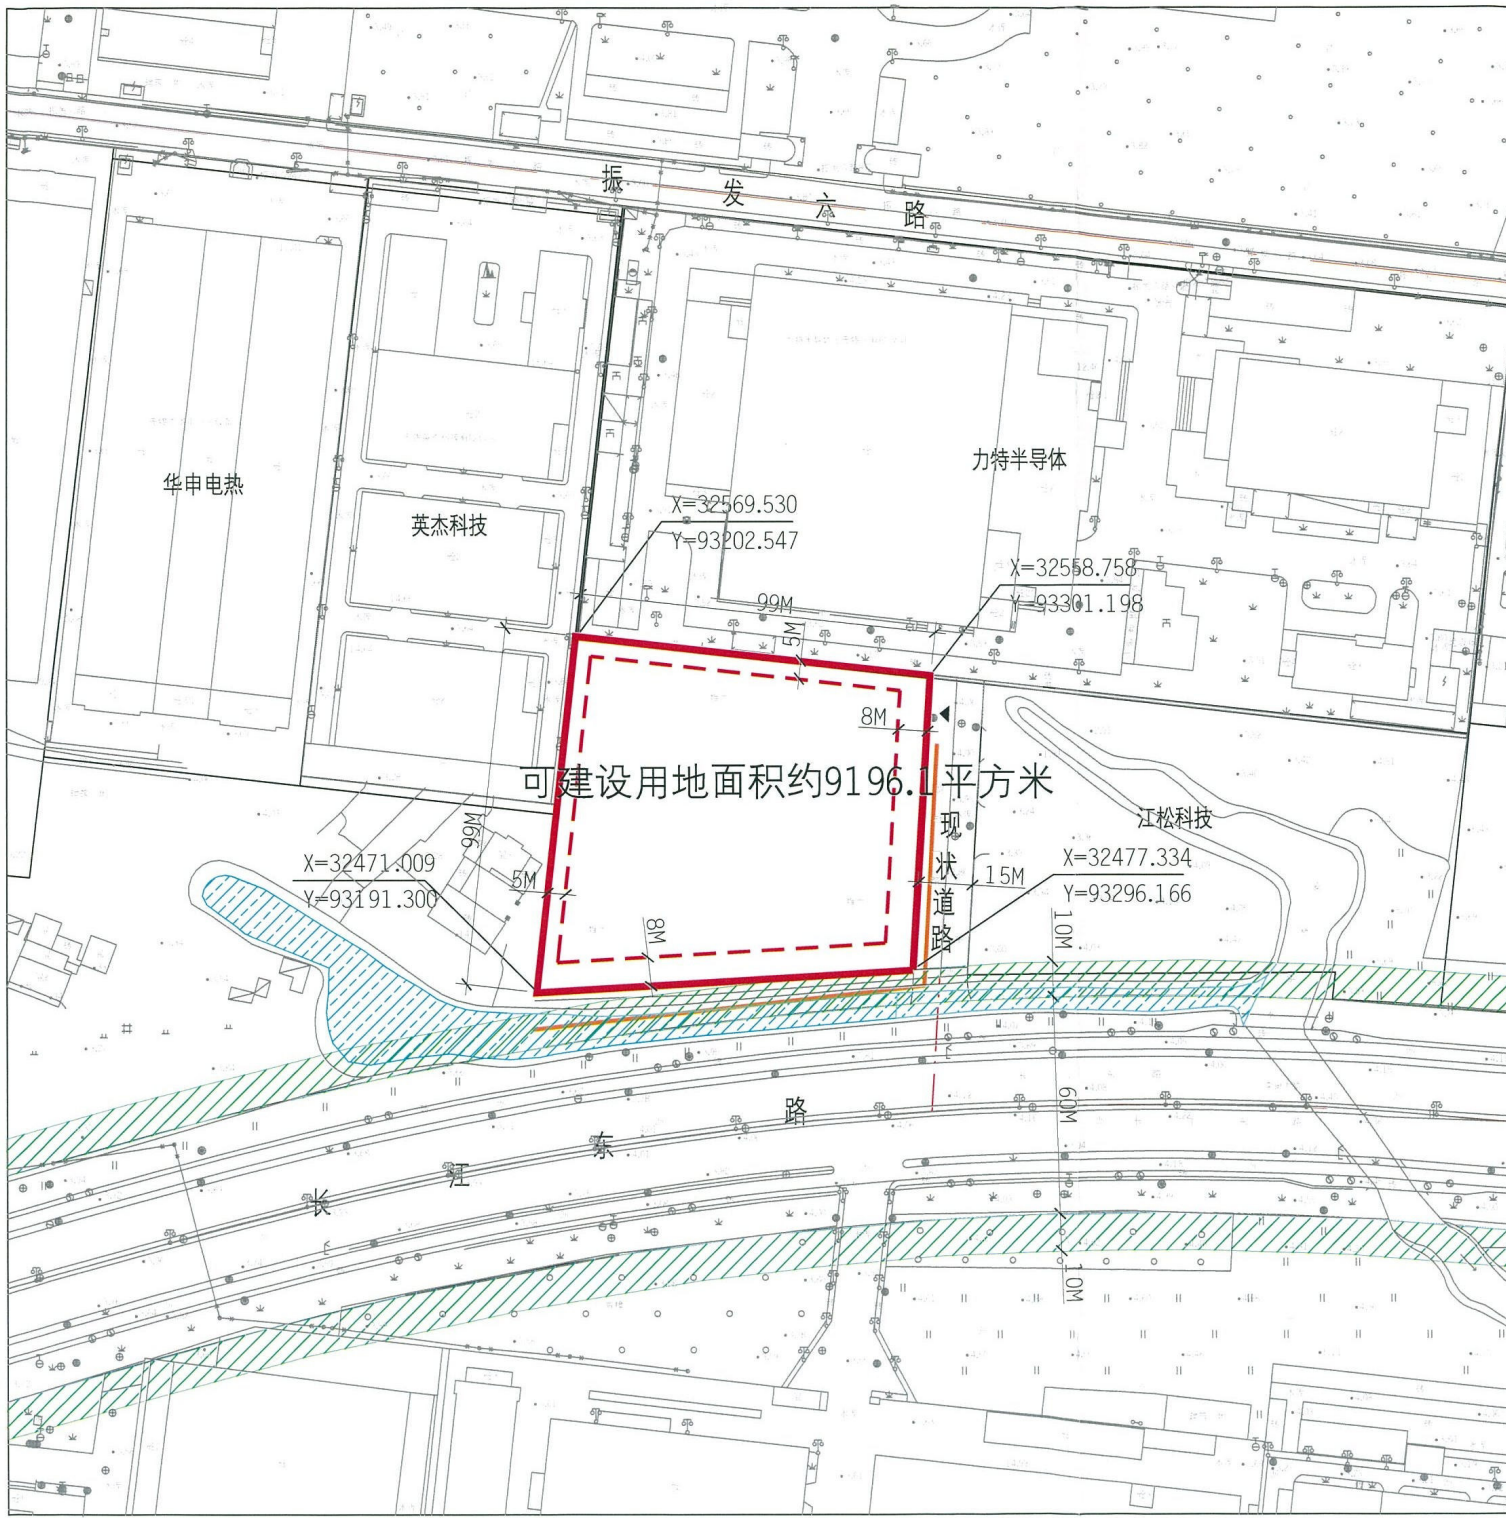 振发六路
华申电热
英杰科技
力特半导体
X=32569.530
Y=93202.547
X=32558.758
Y=93301.198
99M
5M
8M
可建设用地面积约9196.1平方米
现状道路
江松科技
99M
X=32471.009
Y=93191.300
5M
8M
15M
X=32477.334
Y=93296.166
10M
60M
10M
长江东路